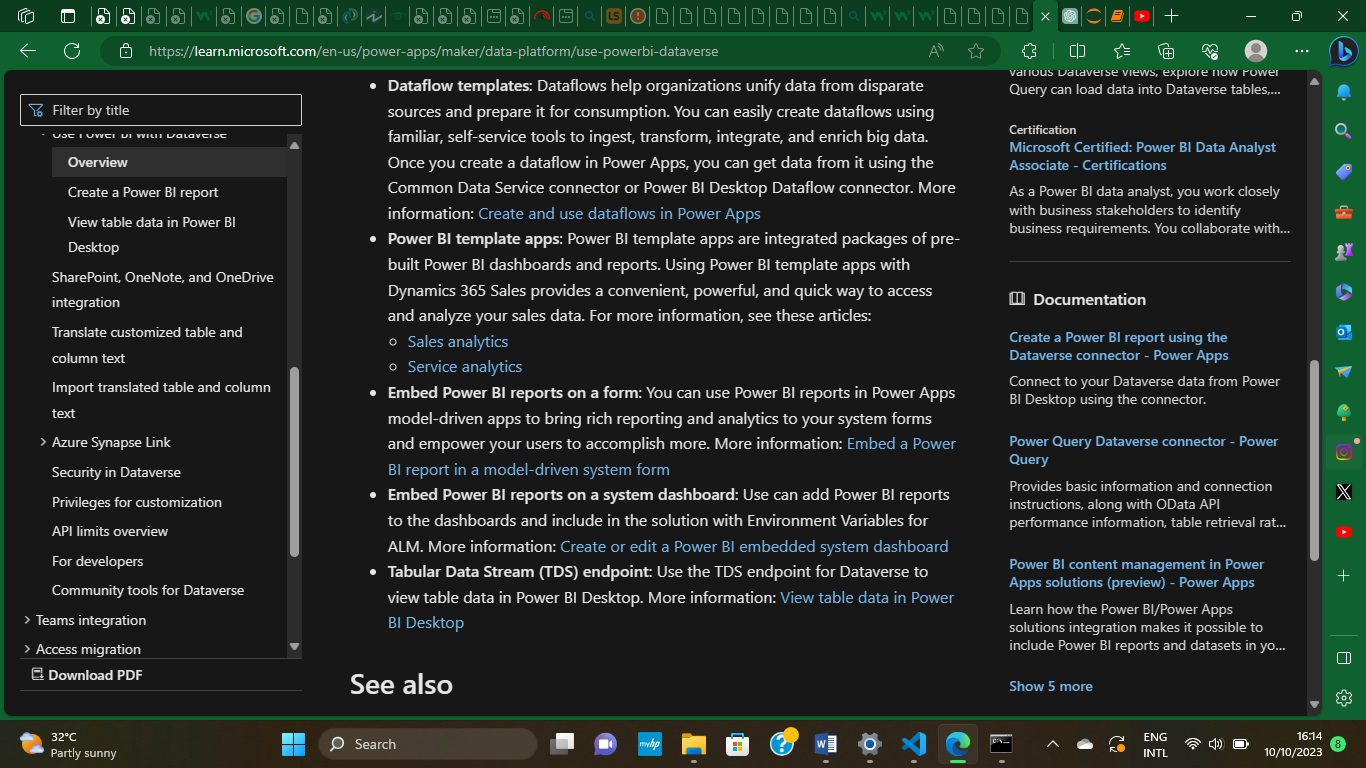 https://learn.microsoft.com/en-us/power-apps/maker/data-platform/use-powerbi-dataverse
Filter by title
Use Power BI with Dataverse
Overview
Create a Power BI report
View table data in Power BI
Desktop
SharePoint, OneNote, and OneDrive
integration
Translate customized table and
column text
Import translated table and column
text
Azure Synapse Link
Security in Dataverse
Privileges for customization
API limits overview
For developers
Community tools for Dataverse
Teams integration
Access migration
Download PDF
Dataflow templates: Dataflows help organizations unify data from disparate
sources and prepare it for consumption. You can easily create dataflows using
familiar, self-service tools to ingest, transform, integrate, and enrich big data.
Once you create a dataflow in Power Apps, you can get data from it using the
Common Data Service connector or Power BI Desktop Dataflow connector. More
information: Create and use dataflows in Power Apps
Power BI template apps: Power BI template apps are integrated packages of pre-
built Power BI dashboards and reports. Using Power BI template apps with
Dynamics 365 Sales provides a convenient, powerful, and quick way to access
and analyze your sales data. For more information, see these articles:
Sales analytics
Service analytics
Embed Power BI reports on a form: You can use Power BI reports in Power Apps
model-driven apps to bring rich reporting and analytics to your system forms
and empower your users to accomplish more. More information: Embed a Power
BI report in a model-driven system form
Embed Power BI reports on a system dashboard: Use can add Power BI reports
to the dashboards and include in the solution with Environment Variables for
ALM. More information: Create or edit a Power BI embedded system dashboard
Tabular Data Stream (TDS) endpoint: Use the TDS endpoint for Dataverse to
view table data in Power BI Desktop. More information: View table data in Power
BI Desktop
See also
various Dataverse views, explore how Power
Query can load data into Dataverse tables,...
Certification
Microsoft Certified: Power BI Data Analyst
Associate - Certifications
As a Power BI data analyst, you work closely
with business stakeholders to identify
business requirements. You collaborate with...
Documentation
Create a Power BI report using the
Dataverse connector - Power Apps
Connect to your Dataverse data from Power
BI Desktop using the connector.
Power Query Dataverse connector - Power
Query
Provides basic information and connection
instructions, along with OData API
performance information, table retrieval rat...
Power BI content management in Power
Apps solutions (preview) - Power Apps
Learn how the Power BI/Power Apps
solutions integration makes it possible to
include Power BI reports and datasets in yo...
Show 5 more
32°C
Partly sunny
Search
myhp
ENG
INTL
16:14
10/10/2023
8